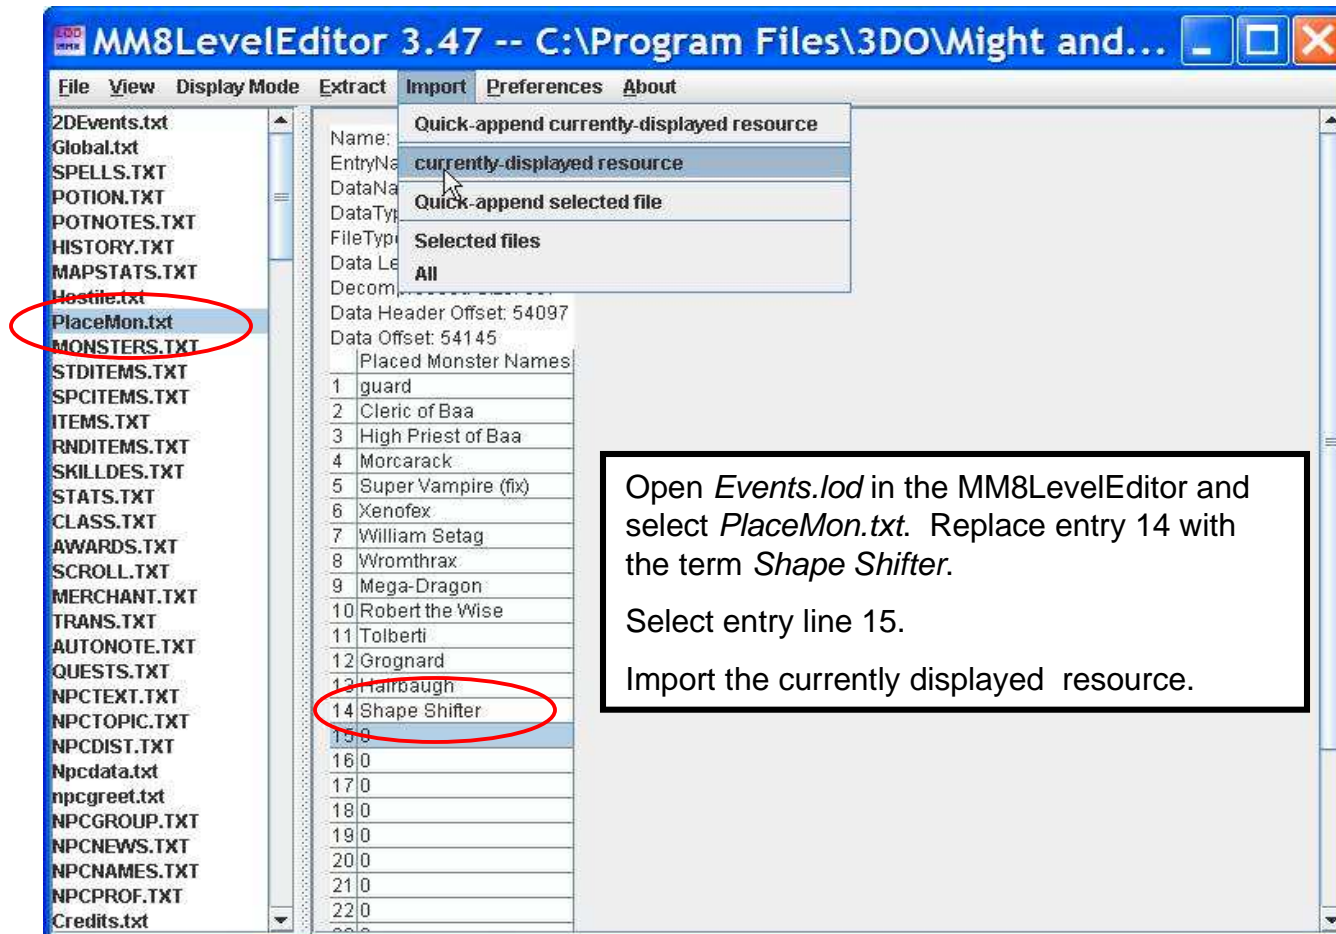 LOD
MM8
MM8LevelEditor 3.47 -- C:\Program Files\3DO\Might and...
File View Display Mode Extract Import Preferences About
2DEvents.txt
Global.txt
SPELLS.TXT
POTION.TXT
POTNOTES.TXT
HISTORY.TXT
MAPSTATS.TXT
Hostile.txt
PlaceMon.txt
MONSTERS.TXT
STDITEMS.TXT
SPCITEMS.TXT
ITEMS.TXT
RNDITEMS.TXT
SKILLDES.TXT
STATS.TXT
CLASS.TXT
AWARDS.TXT
SCROLL.TXT
MERCHANT.TXT
TRANS.TXT
AUTONOTE.TXT
QUESTS.TXT
NPCTEXT.TXT
NPCTOPIC.TXT
NPCDIST.TXT
Npcdata.txt
npcgreet.txt
NPCGROUP.TXT
NPCNEWS.TXT
NPCNAMES.TXT
NPCPROF.TXT
Credits.txt
Quick-append currently-displayed resource
currently-displayed resource
Quick-append selected file
Selected files
All
Name:
EntryNa
DataNa
DataTyp
FileType
Data Le
Decom
Data Header Offset: 54097
Data Offset: 54145
Placed Monster Names
1 guard
2 Cleric of Baa
3 High Priest of Baa
4 Morcarack
5 Super Vampire (fix)
6 Xenofex
7 William Setag
8 Wromthrax
9 Mega-Dragon
10 Robert the Wise
11 Tolberti
12 Grognard
13 Hairbaugh
14 Shape Shifter
15 0
16 0
17 0
18 0
19 0
20 0
21 0
22 0
Open Events.lod in the MM8LevelEditor and
select PlaceMon.txt. Replace entry 14 with
the term Shape Shifter.
Select entry line 15.
Import the currently displayed resource.